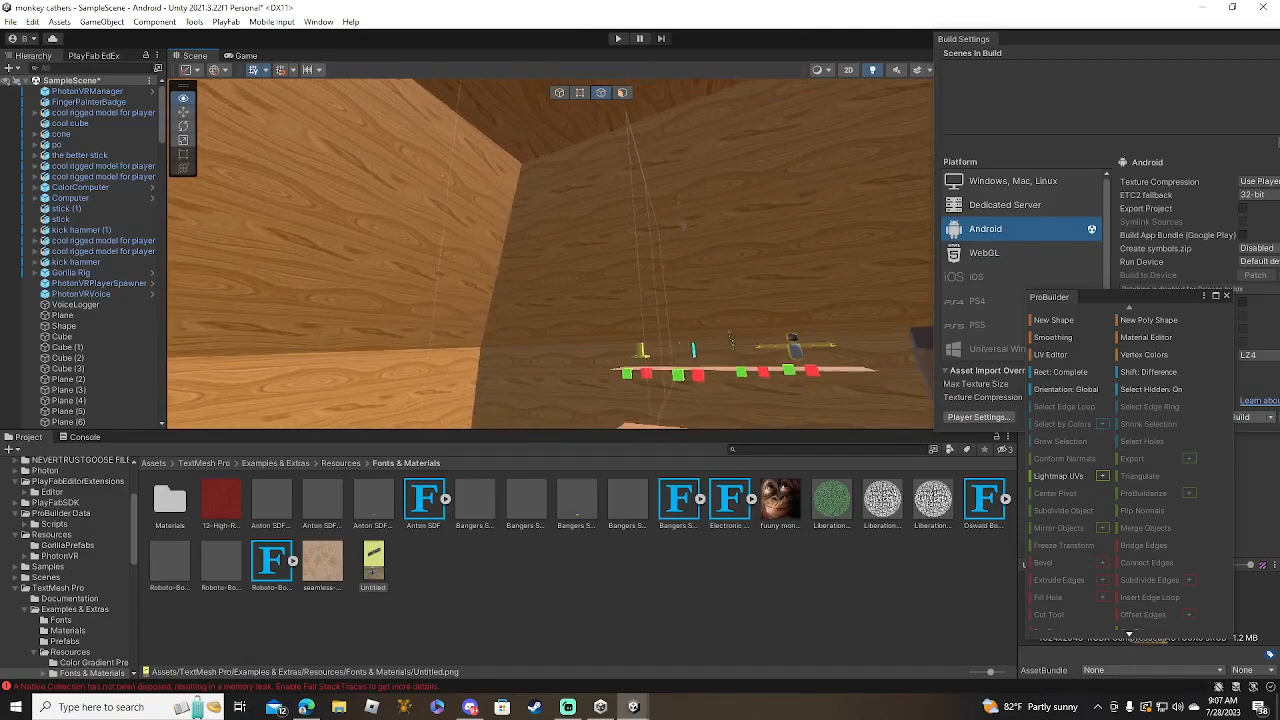 monkey cathers - SampleScene - Android - Unity 2021.3.22f1 Personal* <DX11>
File Edit Assets GameObject Component Tools PlayFab Mobile Input Window Help
B
Hierarchy PlayFab EdEx Scene Game Build Settings
All
2D
Scenes In Build
SampleScene*
PhotonVRManager
FingerPainterBadge
cool rigged model for player
cool cube
cone
po
the better stick
cool rigged model for player
cool rigged model for player
ColorComputer
Computer
stick (1)
stick
kick hammer (1)
cool rigged model for player
cool rigged model for player
kick hammer
Gorilla Rig
PhotonVRPlayerSpawner
PhotonVRVoice
VoiceLogger
Plane
Shape
Cube
Cube (1)
Cube (2)
Plane (2)
Plane (3)
Plane (4)
Plane (5)
Cube (3)
Platform
Windows, Mac, Linux
Dedicated Server
Android
WebGL
iOS
PS4
PS5
Universal Win
Asset Import Overr
Max Texture Size
Texture Compression
Player Settings...
Android
Texture Compression Use Player
ETC2 fallback 32-bit
Export Project
Symlink Sources
Build App Bundle (Google Play)
Create symbols.zip Disabled
Run Device Default de
Build to Device Patch
LZ4
Learn abou
Build
ProBuilder
New Shape New Poly Shape
Smoothing Material Editor
UV Editor Vertex Colors
Rect: Complete Shift: Difference
Orientation: Global Select Hidden On
Select Edge Loop Select Edge Ring
Select by Colors + Shrink Selection
Grow Selection Select Holes
Conform Normals Export +
Lightmap UVs + Triangulate
Center Pivot ProBuilderize +
Subdivide Object Flip Normals
Mirror Objects + Merge Objects
Freeze Transform Bridge Edges
Bevel + Connect Edges
Extrude Edges + Subdivide Edges +
Fill Hole + Insert Edge Loop
Cut Tool Offset Edges +
Project Console
3
NEVERTRUSTGOOSE FOLD
Photon
PlayFabEditorExtensions
Editor
PlayFabSDK
ProBuilder Data
Scripts
Resources
GorillaPrefabs
PhotonVR
Samples
Scenes
TextMesh Pro
Documentation
Examples & Extras
Fonts
Materials
Prefabs
Resources
Color Gradient Pre
Fonts & Materials
Assets > TextMesh Pro > Examples & Extras > Resources > Fonts & Materials
Materials 12-High-R... Anton SDF... Anton SDF... Anton SDF... Anton SDF Bangers S... Bangers S... Bangers S... Bangers S... Bangers S... Electronic ... fuuny mon... Liberation... Liberation... Liberation... Oswald Bo...
Roboto-Bo... Roboto-Bo... Roboto-Bo... seamless-... Untitled
Assets/TextMesh Pro/Examples & Extras/Resources/Fonts & Materials/Untitled.png
AssetBundle None None
A Native Collection has not been disposed, resulting in a memory leak. Enable Full StackTraces to get more details.
Type here to search
82°F Partly sunny
9:07 AM
7/28/2023